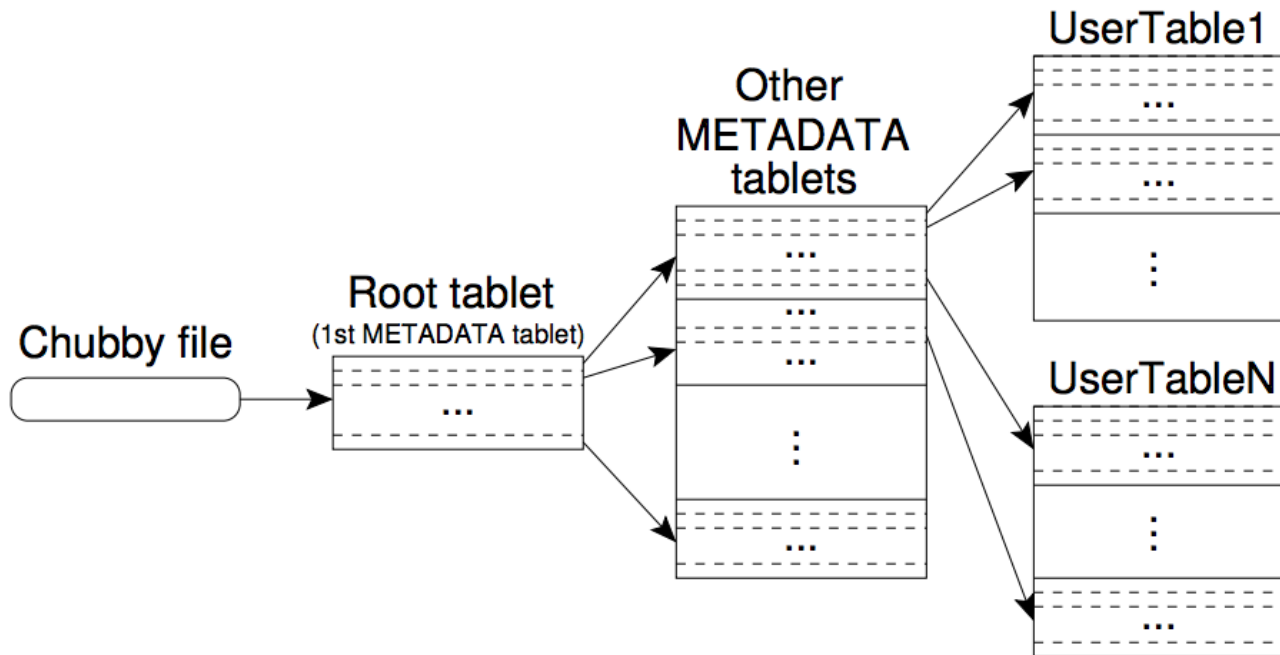 Chubby file
Root tablet
(1st METADATA tablet)
...
Other
METADATA
tablets
...
...
...
...
UserTable1
...
...
UserTableN
...
...